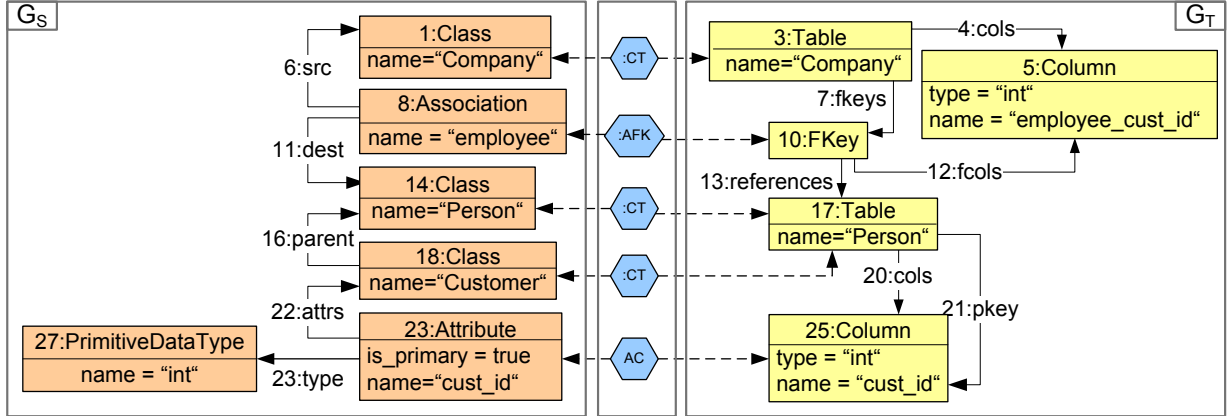 GS
GT
1:Class
name="Company“
6:src
8:Association
name = "employee“
11:dest
14:Class
name="Person“
16:parent
18:Class
name="Customer“
22:attrs
23:Attribute
is_primary = true
name="cust_id“
27:PrimitiveDataType
name = “int“
23:type
:CT
:AFK
:CT
:CT
AC
3:Table
name=“Company“
4:cols
5:Column
type = “int“
name = “employee_cust_id“
7:fkeys
10:FKey
12:fcols
13:references
17:Table
name=“Person“
20:cols
21:pkey
25:Column
type = “int“
name = “cust_id“